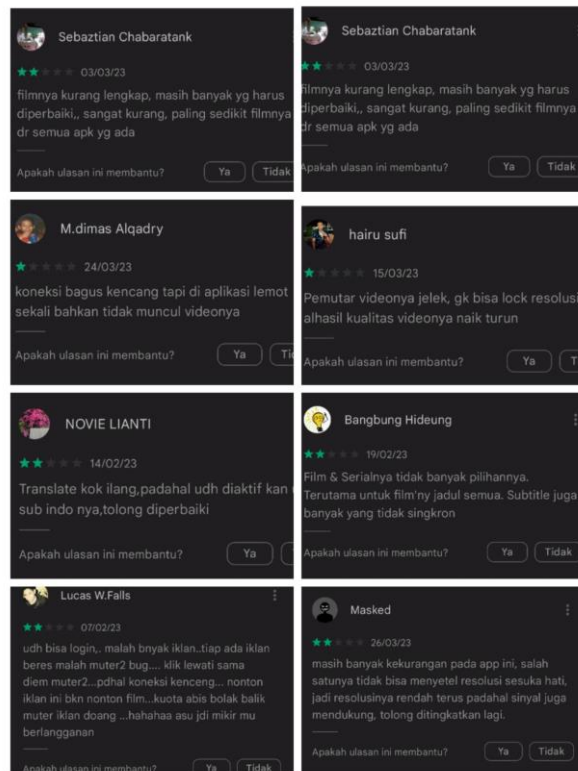 Sebaztian Chabaratank
03/03/23
filmnya kurang lengkap, masih banyak yg harus
diperbaiki,, sangat kurang, paling sedikit filmnya
dr semua apk yg ada
Apakah ulasan ini membantu?
Ya
Tidak
Sebaztian Chabaratank
03/03/23
filmnya kurang lengkap, masih banyak yg harus
diperbaiki,, sangat kurang, paling sedikit filmnya
dr semua apk yg ada
Apakah ulasan ini membantu?
Ya
Tidak
M.dimas Alqadry
24/03/23
koneksi bagus kencang tapi di aplikasi lemot
sekali bahkan tidak muncul videonya
Apakah ulasan ini membantu?
Ya
hairu sufi
15/03/23
Pemutar videonya jelek, gk bisa lock resolusi
alhasil kualitas videonya naik turun
Apakah ulasan ini membantu?
Ya
NOVIE LIANTI
14/02/23
Translate kok ilang,padahal udh diaktif kan
sub indo nya,tolong diperbaiki
Apakah ulasan ini membantu?
Ya
Bangbung Hideung
19/02/23
Film & Serialnya tidak banyak pilihannya.
Terutama untuk film'ny jadul semua. Subtitle juga
banyak yang tidak singkron
Apakah ulasan ini membantu?
Ya
Tidak
Lucas W.Falls
07/02/23
udh bisa login,. malah bnyak iklan..tiap ada iklan
beres malah muter2 bug.... klik lewati sama
diem muter2...pdhal koneksi kenceng... nonton
iklan ini bkn nonton film...kuota abis bolak balik
muter iklan doang ...hahahaa asu jdi mikir mu
berlangganan
Apakah ulasan ini membantu?
Ya
Tidak
Masked
26/03/23
masih banyak kekurangan pada app ini, salah
satunya tidak bisa menyetel resolusi sesuka hati,
jadi resolusinya rendah terus padahal sinyal juga
mendukung, tolong ditingkatkan lagi.
Apakah ulasan ini membantu?
Ya
Tidak